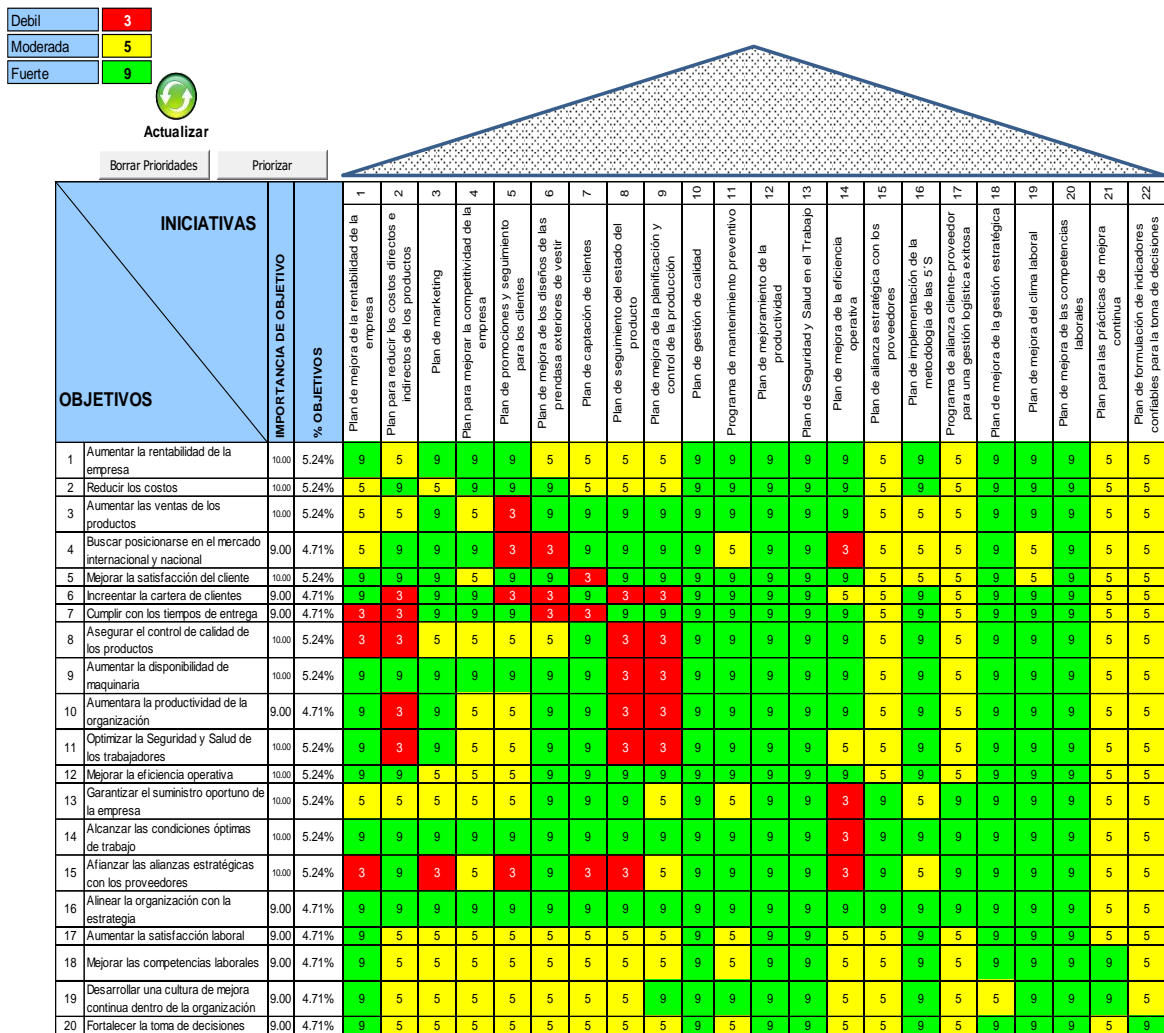 Debil 3
Moderada 5
Fuerte 9
Actualizar
Borrar Prioridades Priorizar
INICIATIVAS
OBJETIVOS
IMPORTANCIA DE OBJETIVO
% OBJETIVOS
1 2 3 4 5 6 7 8 9 10 11 12 13 14 15 16 17 18 19 20 21 22
Plan de mejora de la rentabilidad de la
empresa
Plan para reducir los costos directos e
indirectos de los productos
Plan de marketing
Plan para mejorar la competitividad de la
empresa
Plan de promociones y seguimiento
para los clientes
Plan de mejora de los diseños de las
prendasa exteriores de vestir
Plan de captación de clientes
Plan de seguimiento del estado del
producto
Plan de mejora de la planificación y
control de la producción
Plan de gestión de calidad
Programa de mantenimiento preventivo
Plan de mejoramiento de la
productividad
Plan de Seguridad y Salud en el Trabajo
Plan de mejora de la eficiencia
operativa
Plan de alianza estratégica con los
proveedores
Plan de implementación de la
metodología de las 5´S
Programa de alianza cliente-proveedor
para una gestión logística exitosa
Plan de mejora de la gestión estratégica
Plan de mejora del clima laboral
Plan de mejora de las competencias
laborales
Plan para las prácticas de mejora
continua
Plan de formulación de indicadores
confiables para la toma de decisiones
1 Aumentar la rentabilidad de la
empresa 10.00 5.24% 9 5 9 9 9 5 5 5 5 9 9 9 9 9 5 9 5 9 9 9 5 5
2 Reducir los costos 10.00 5.24% 5 9 5 9 9 9 5 5 5 9 9 9 9 9 5 9 5 9 9 9 5 5
3 Aumentar las ventas de los
productos 10.00 5.24% 5 5 9 5 3 9 9 9 9 9 9 9 9 9 5 5 5 9 9 9 5 5
4 Buscar posicionarse en el mercado
internacional y nacional 9.00 4.71% 5 9 9 9 3 3 9 9 9 9 5 9 9 3 5 5 5 9 5 9 5 5
5 Mejorar la satisfacción del cliente 10.00 5.24% 9 9 9 5 9 9 3 9 9 9 9 9 9 9 5 5 5 9 5 9 5 5
6 Increentar la cartera de clientes 9.00 4.71% 9 3 9 9 3 3 9 3 3 9 9 9 9 5 5 9 5 9 9 9 5 5
7 Cumplir con los tiempos de entrega 9.00 4.71% 3 3 9 9 9 3 3 9 9 9 9 9 9 9 5 9 5 9 9 9 5 5
8 Asegurar el control de calidad de
los productos 10.00 5.24% 3 3 5 5 5 5 9 3 3 9 9 9 9 9 5 9 5 9 9 9 5 5
9 Aumentar la disponibilidad de
maquinaria 10.00 5.24% 9 9 9 9 9 9 9 3 3 9 9 9 9 9 5 9 5 9 9 9 5 5
10 Aumentara la productividad de la
organización 9.00 4.71% 9 3 9 5 5 9 9 3 3 9 9 9 9 9 5 9 5 9 9 9 5 5
11 Optimizar la Seguridad y Salud de
los trabajadores 10.00 5.24% 9 3 9 5 5 9 9 3 3 9 9 9 9 5 5 9 5 9 9 9 5 5
12 Mejorar la eficiencia operativa 10.00 5.24% 9 9 5 5 5 9 9 9 9 9 9 9 9 9 5 9 5 9 9 9 5 5
13 Garantizar el suministro oportuno de
la empresa 10.00 5.24% 5 5 5 5 5 9 9 9 5 9 5 9 9 3 9 5 9 9 9 9 5 5
14 Alcanzar las condiciones óptimas
de trabajo 10.00 5.24% 9 9 9 9 9 9 9 9 9 9 9 9 9 3 9 9 9 9 9 9 5 5
15 Afianzar las alianzas estratégicas
con los proveedores 10.00 5.24% 3 9 3 5 3 9 3 3 5 9 9 9 9 3 9 5 9 9 9 9 5 5
16 Alinear la organización con la
estrategia 9.00 4.71% 9 9 9 9 9 9 9 9 9 9 9 9 9 9 9 9 9 9 9 9 5 5
17 Aumentar la satisfacción laboral 9.00 4.71% 9 5 5 5 5 5 5 5 5 9 5 9 9 5 5 9 5 9 9 9 5 5
18 Mejorar las competencias laborales 9.00 4.71% 9 5 5 5 5 5 5 5 5 9 5 9 9 5 5 9 5 9 9 9 9 5
19 Desarrollar una cultura de mejora
continua dentro de la organización 9.00 4.71% 9 5 5 5 5 5 5 5 9 9 9 9 9 5 5 9 5 5 9 9 9 5
20 Fortalecer la toma de decisiones 9.00 4.71% 9 5 5 5 5 5 5 5 5 9 5 9 9 5 5 9 5 9 9 9 5 9